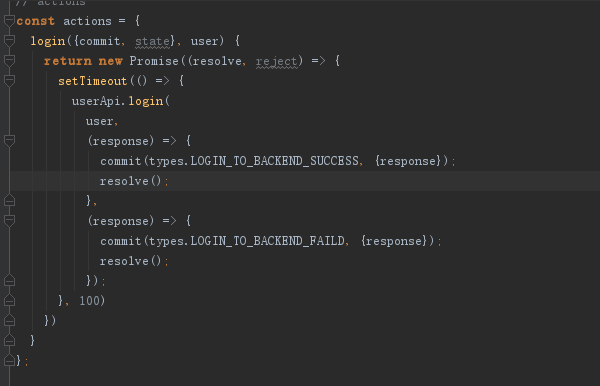 // actions
const actions = {
  login({commit, state}, user) {
    return new Promise((resolve, reject) => {
      setTimeout(() => {
        userApi.login(
          user,
          (response) => {
            commit(types.LOGIN_TO_BACKEND_SUCCESS, {response});
            resolve();
          },
          (response) => {
            commit(types.LOGIN_TO_BACKEND_FAILD, {response});
            resolve();
          });
      }, 100)
    })
  }
};